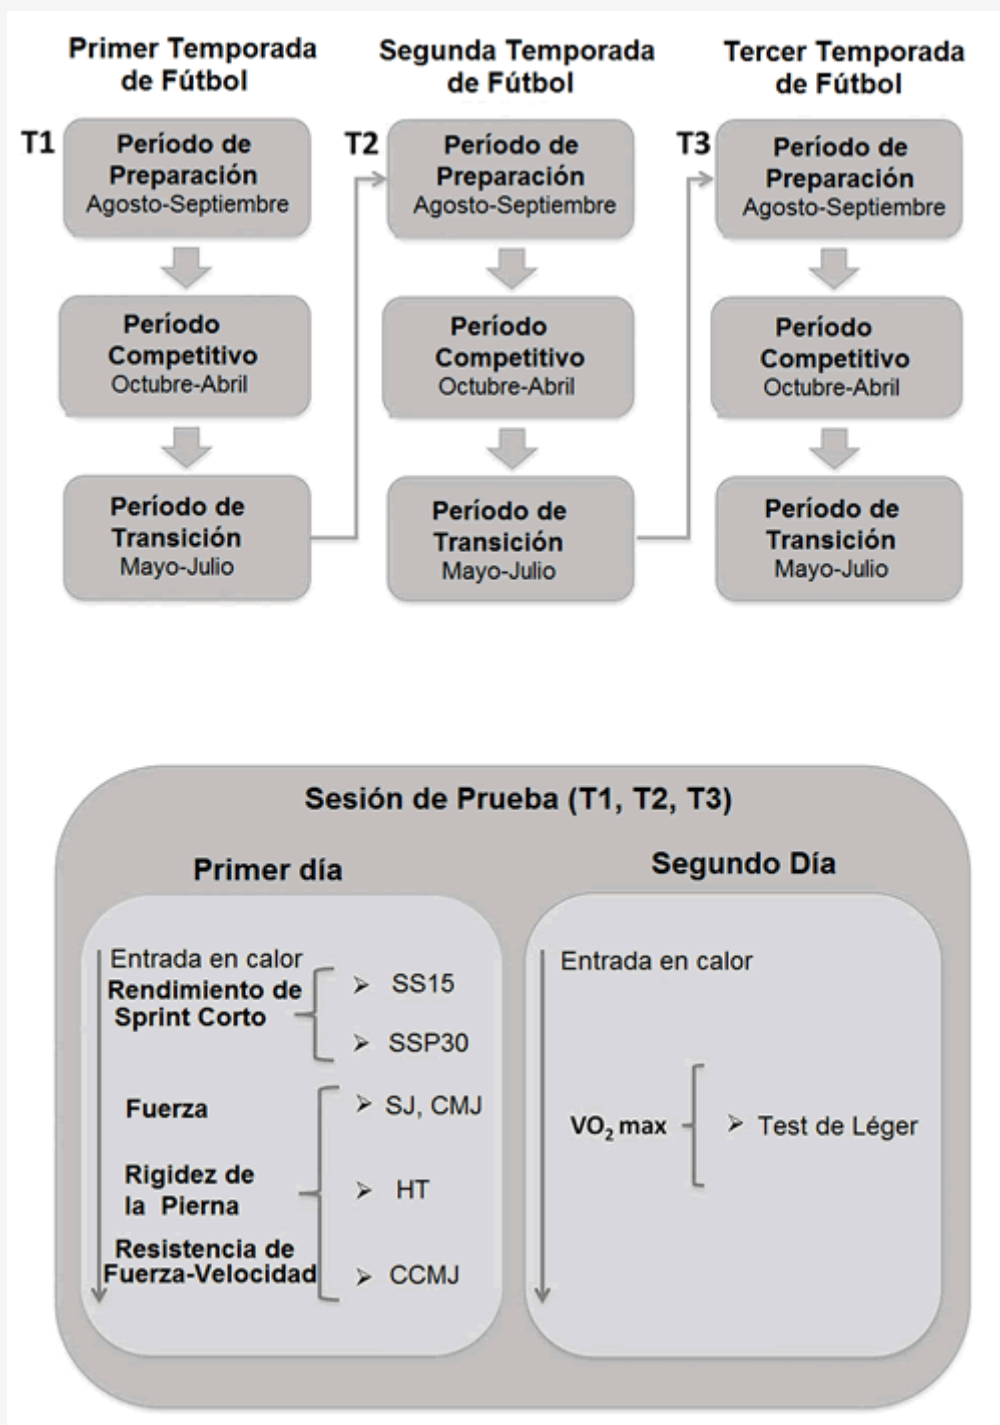 Primer Temporada
de Fútbol
Segunda Temporada
de Fútbol
Tercer Temporada
de Fútbol
T1
Período de
Preparación
Agosto-Septiembre
Período
Competitivo
Octubre-Abril
Período de
Transición
Mayo-Julio
T2
Período de
Preparación
Agosto-Septiembre
Período
Competitivo
Octubre-Abril
Período de
Transición
Mayo-Julio
T3
Período de
Preparación
Agosto-Septiembre
Período
Competitivo
Octubre-Abril
Período de
Transición
Mayo-Julio
Sesión de Prueba (T1, T2, T3)
Primer día
Entrada en calor
Rendimiento de
Sprint Corto
SS15
SSP30
Fuerza
SJ, CMJ
Rigidez de
la Pierna
HT
Resistencia de
Fuerza-Velocidad
CCMJ
Segundo Día
Entrada en calor
VO₂ max
Test de Léger